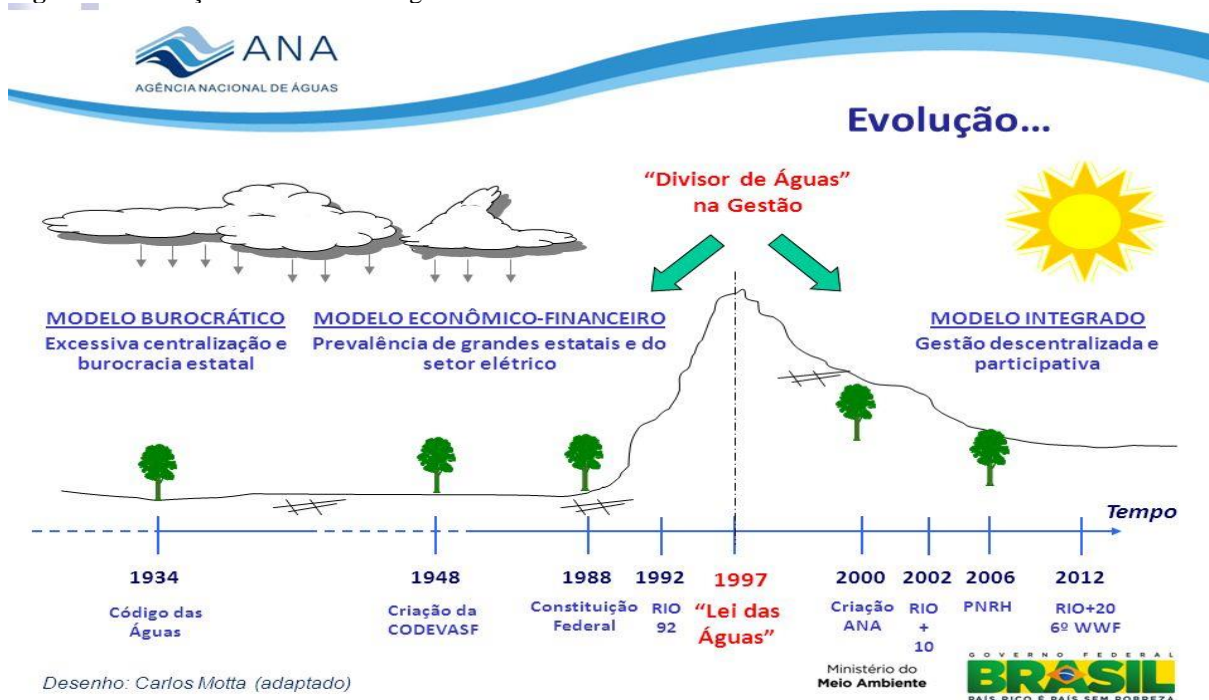 ANA
AGÊNCIA NACIONAL DE ÁGUAS
Evolução...
“Divisor de Águas”
na Gestão
MODELO BUROCRÁTICO
Excessiva centralização e
burocracia estatal
MODELO ECONÔMICO-FINANCEIRO
Prevalência de grandes estatais e do
setor elétrico
MODELO INTEGRADO
Gestão descentralizada e
participativa
Tempo
1934
Código das
Águas
1948
Criação da
CODEVASF
1988
Constituição
Federal
1992
RIO
92
1997
“Lei das
Águas”
2000
Criação
ANA
2002
RIO
+
10
2006
PNRH
2012
RIO+20
6º WWF
Desenho: Carlos Motta (adaptado)
Ministério do
Meio Ambiente
GOVERNO FEDERAL
BRASIL
PAÍS RICO É PAÍS SEM POBREZA